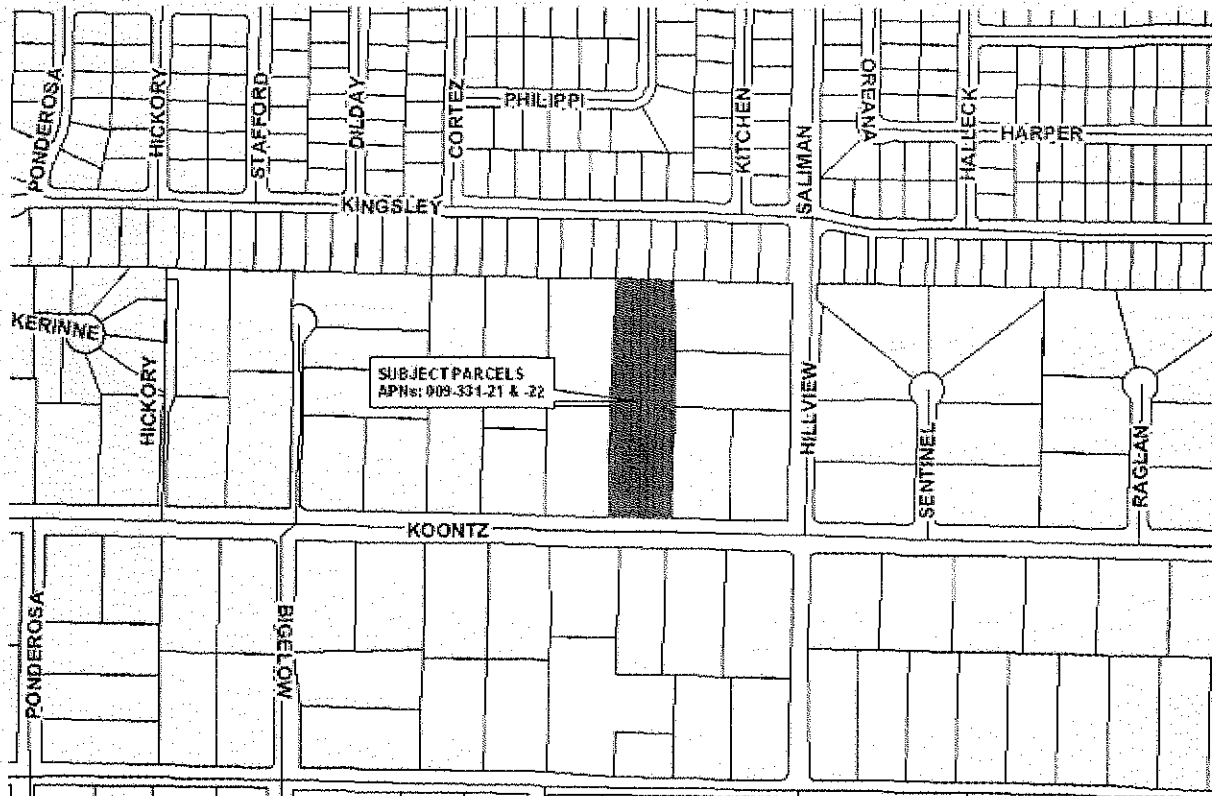 PONDEROSA
HICKORY
STAFFORD
DILDAY
CORTEZ
PHILIPPI
KITCHEN
SALIMAN
OREANA
HALLECK
HARPER
KINGSLEY
KERINNE
HICKORY
SUBJECT PARCELS
APNs: 009-331-21 & -22
HILLVIEW
SENTINEL
RAGLAN
KOONTZ
PONDEROSA
BIGELOW